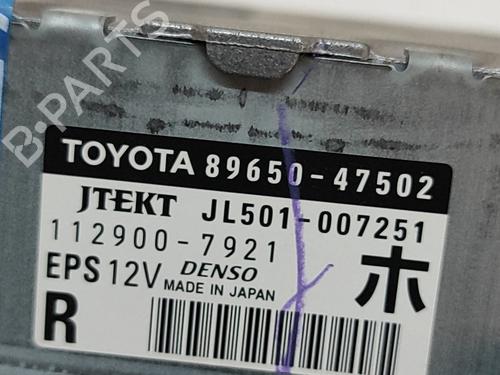 B-PARTS
TOYOTA 89650-47502
JTEKT JL501-007251
112900-7921
EPS 12V DENSO ホ
MADE IN JAPAN
R